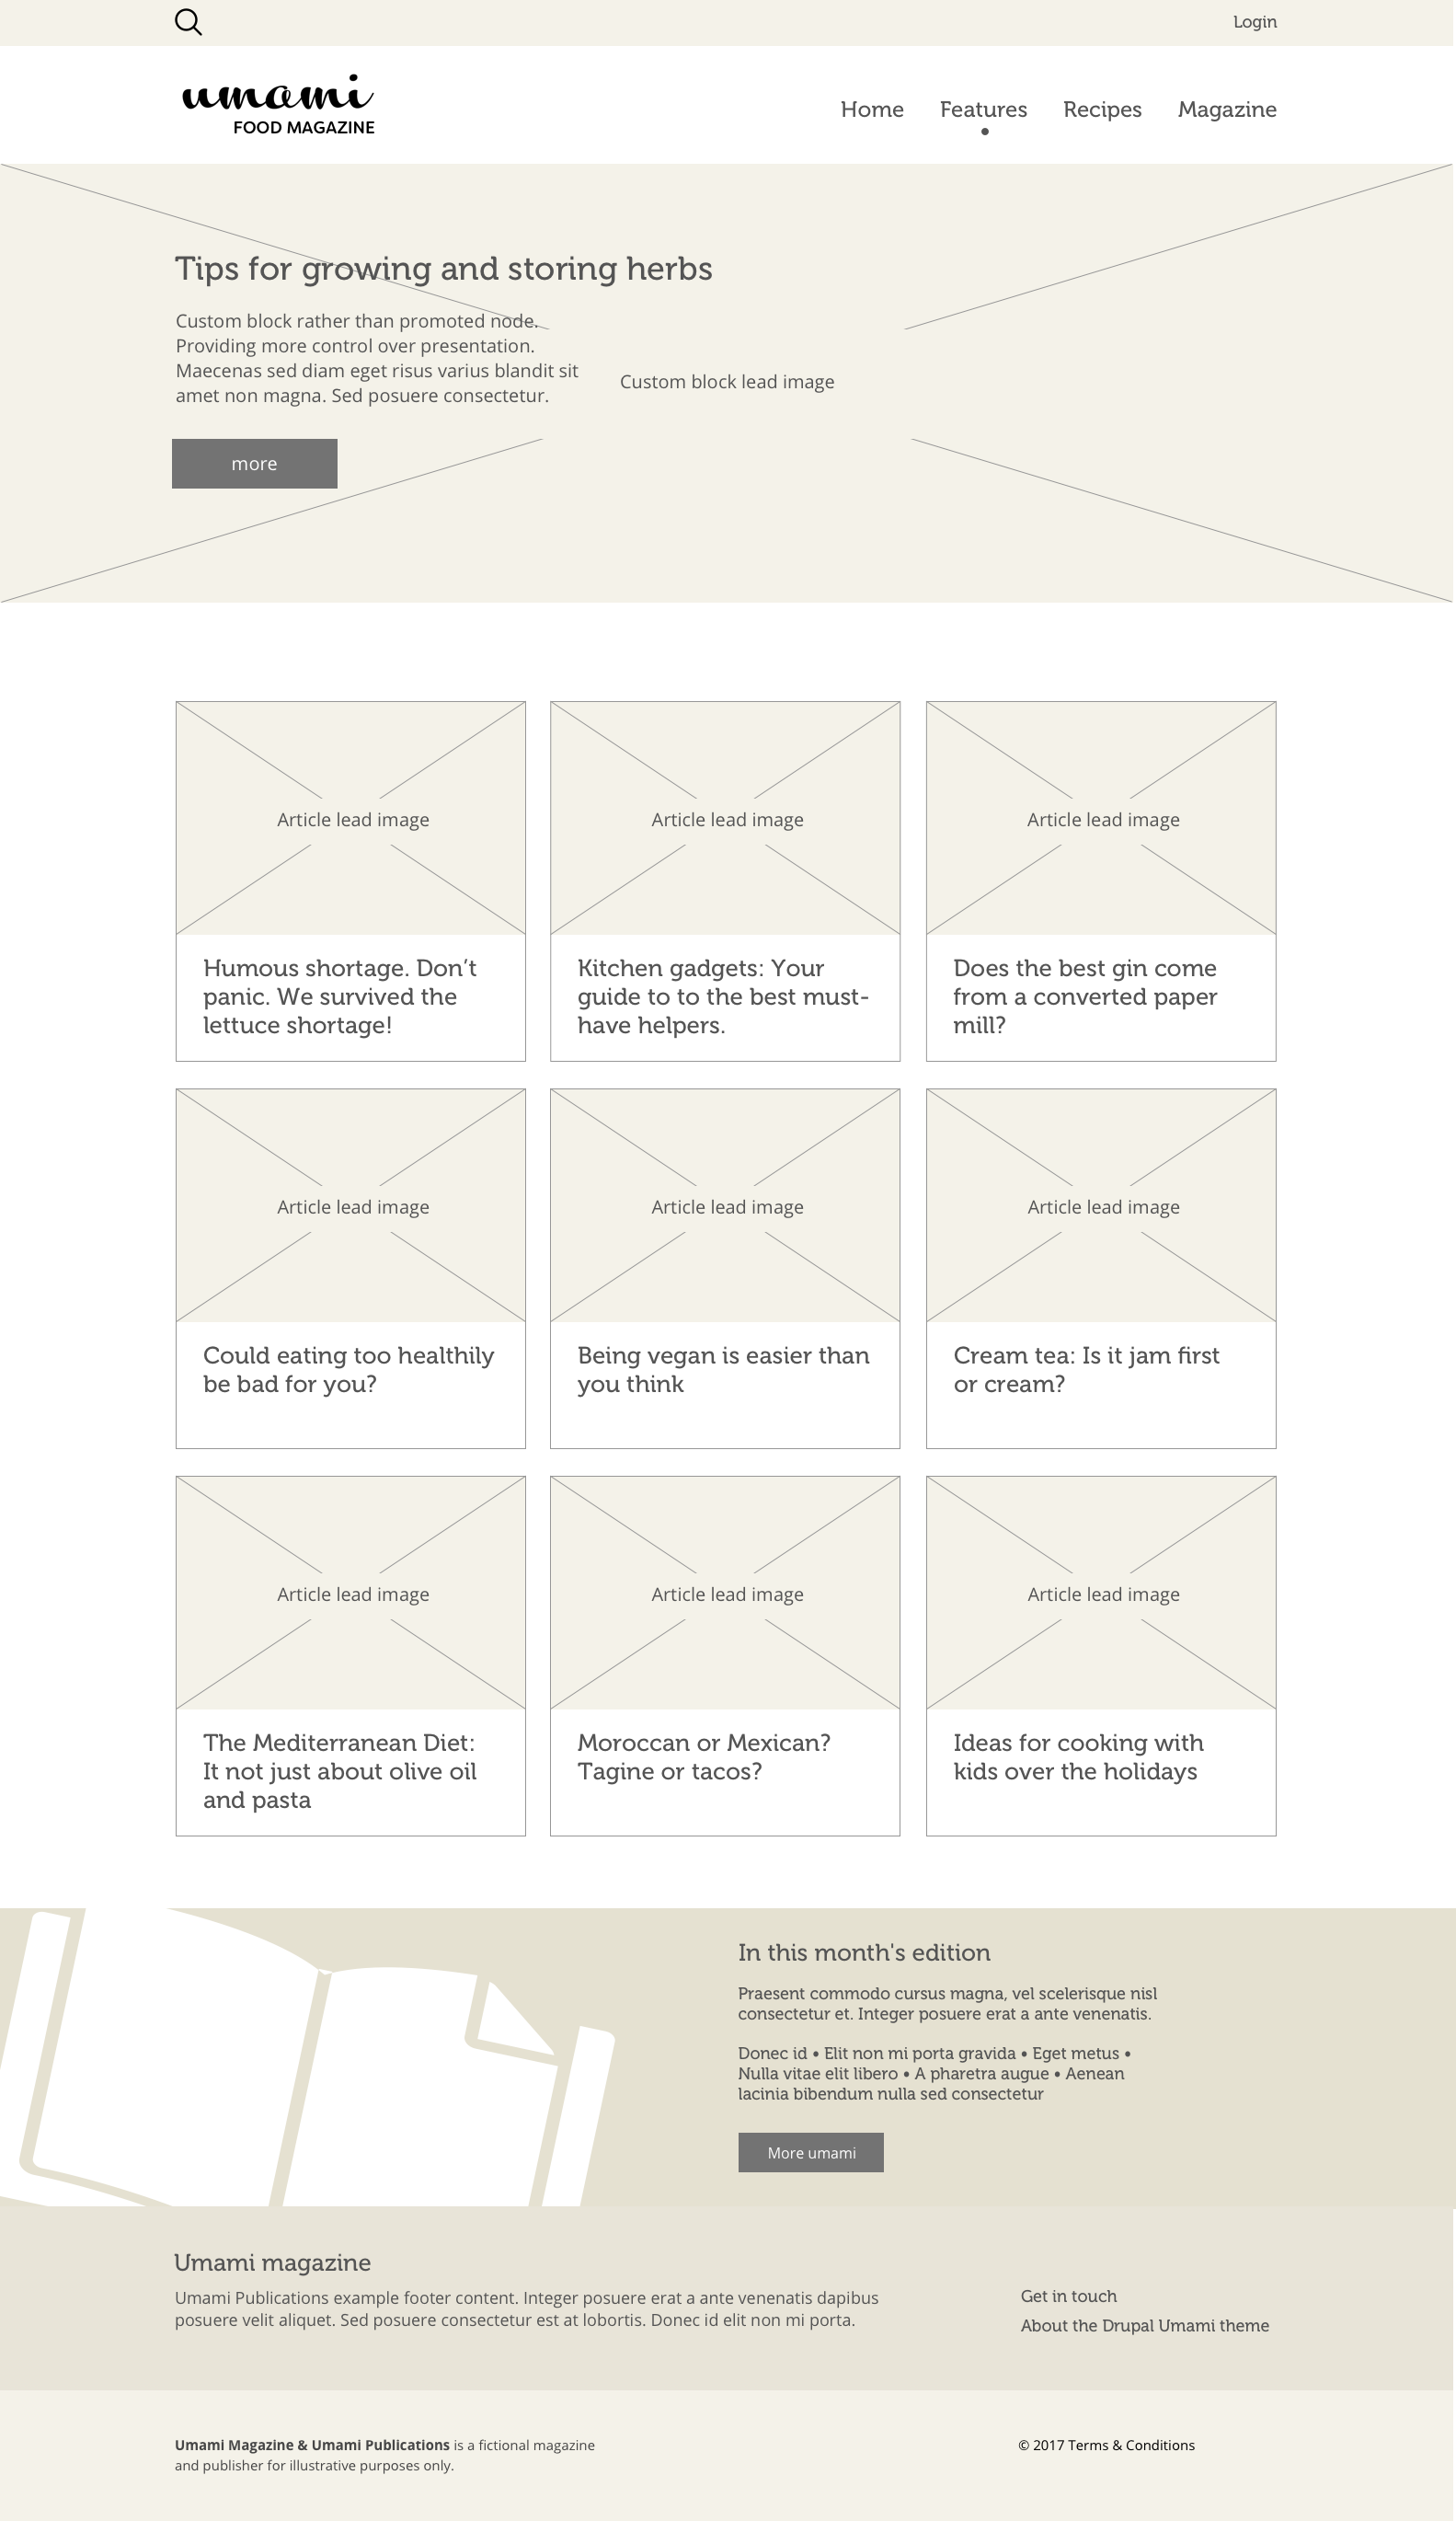 Login
umami
FOOD MAGAZINE
Home Features Recipes Magazine
Tips for growing and storing herbs
Custom block rather than promoted node.
Providing more control over presentation.
Maecenas sed diam eget risus varius blandit sit
amet non magna. Sed posuere consectetur.
Custom block lead image
more
Article lead image
Humous shortage. Don’t
panic. We survived the
lettuce shortage!
Article lead image
Kitchen gadgets: Your
guide to to the best must-
have helpers.
Article lead image
Does the best gin come
from a converted paper
mill?
Article lead image
Could eating too healthily
be bad for you?
Article lead image
Being vegan is easier than
you think
Article lead image
Cream tea: Is it jam first
or cream?
Article lead image
The Mediterranean Diet:
It not just about olive oil
and pasta
Article lead image
Moroccan or Mexican?
Tagine or tacos?
Article lead image
Ideas for cooking with
kids over the holidays
In this month's edition
Praesent commodo cursus magna, vel scelerisque nisl
consectetur et. Integer posuere erat a ante venenatis.
Donec id • Elit non mi porta gravida • Eget metus •
Nulla vitae elit libero • A pharetra augue • Aenean
lacinia bibendum nulla sed consectetur
More umami
Umami magazine
Umami Publications example footer content. Integer posuere erat a ante venenatis dapibus
posuere velit aliquet. Sed posuere consectetur est at lobortis. Donec id elit non mi porta.
Get in touch
About the Drupal Umami theme
Umami Magazine & Umami Publications is a fictional magazine
and publisher for illustrative purposes only.
© 2017 Terms & Conditions